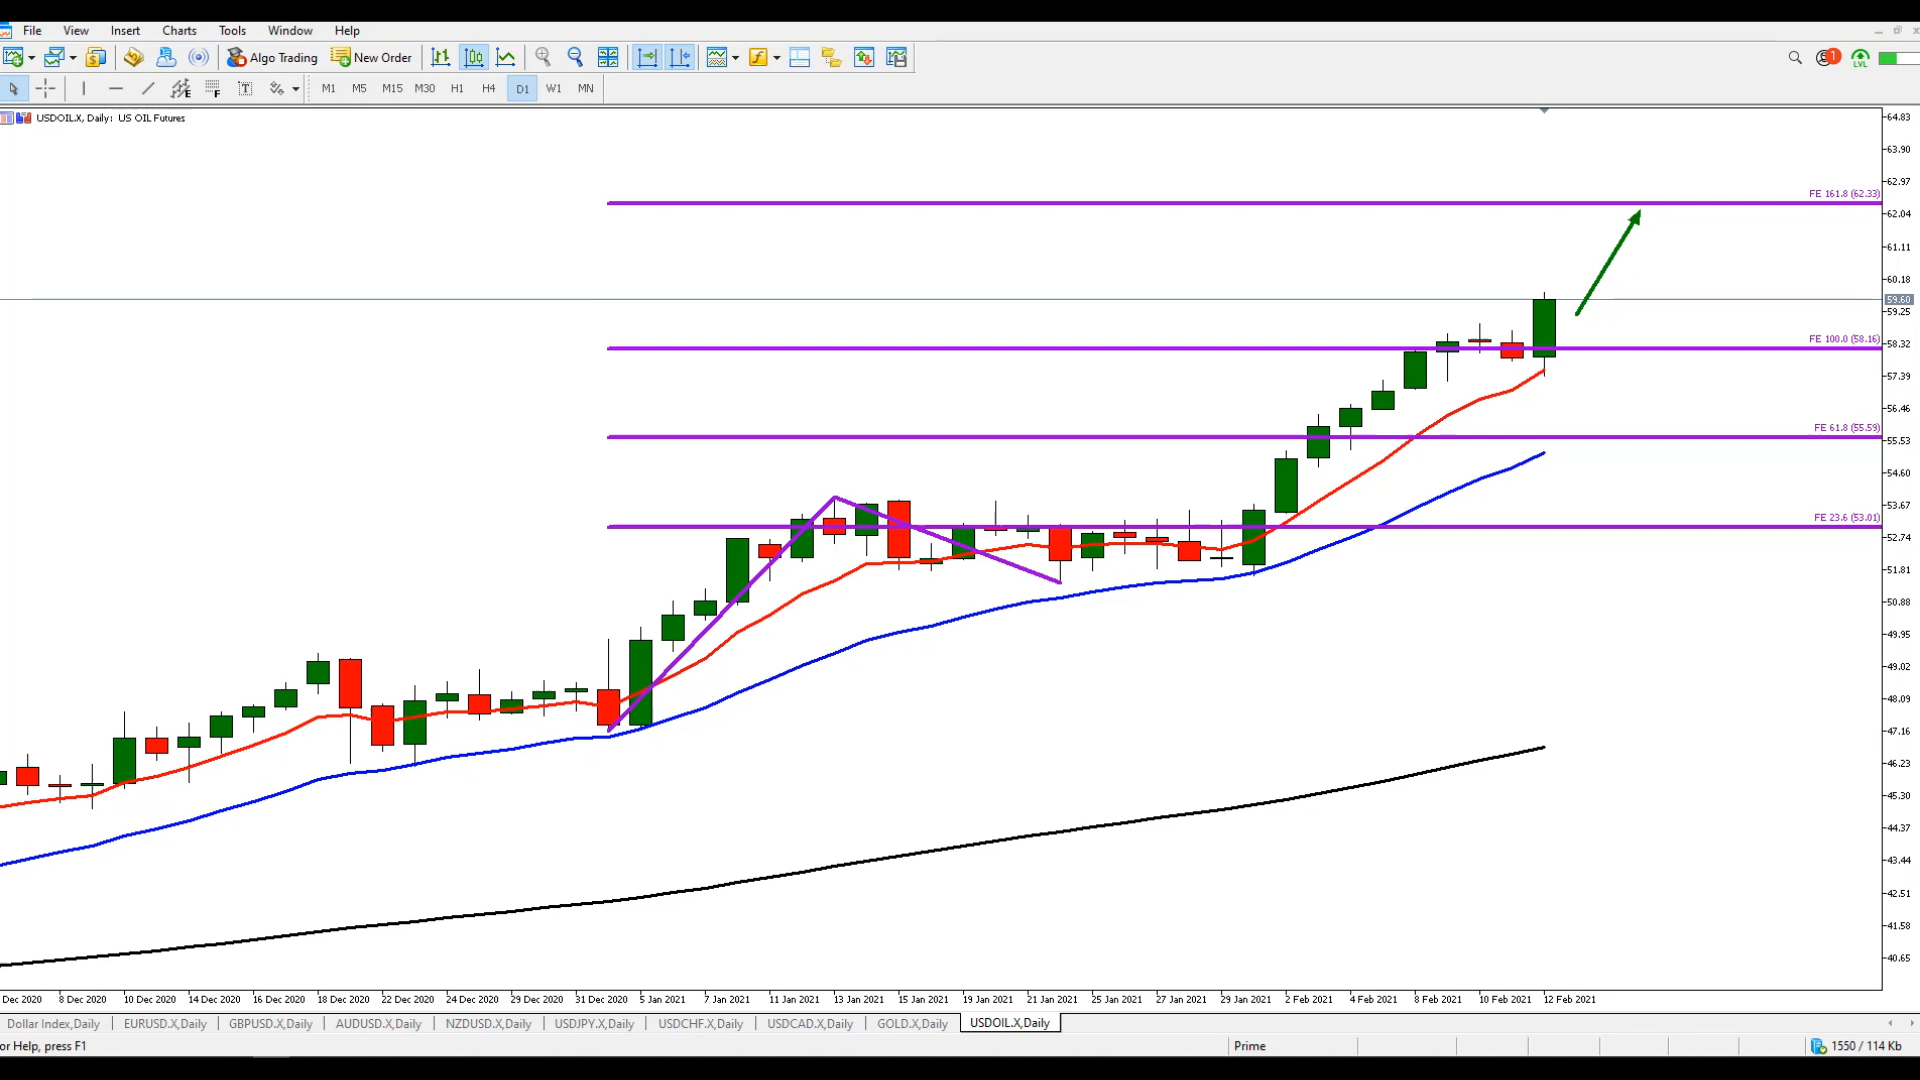 File View Insert Charts Tools Window Help
Algo Trading New Order 1
LVL
E F T M1 M5 M15 M30 H1 H4 D1 W1 MN
USDOIL.X, Daily: US OIL Futures
64.83
63.90
62.97
FE 161.8 (62.33)
62.04
61.11
60.18
59.60
59.25
FE 100.0 (58.16)
58.32
57.39
56.46
FE 61.8 (55.59)
55.53
54.60
53.67
FE 23.6 (53.01)
52.74
51.81
50.88
49.95
49.02
48.09
47.16
46.23
45.30
44.37
43.44
42.51
41.58
40.65
Dec 2020 8 Dec 2020 10 Dec 2020 14 Dec 2020 16 Dec 2020 18 Dec 2020 22 Dec 2020 24 Dec 2020 29 Dec 2020 31 Dec 2020 5 Jan 2021 7 Jan 2021 11 Jan 2021 13 Jan 2021 15 Jan 2021 19 Jan 2021 21 Jan 2021 25 Jan 2021 27 Jan 2021 29 Jan 2021 2 Feb 2021 4 Feb 2021 8 Feb 2021 10 Feb 2021 12 Feb 2021
Dollar Index,Daily EURUSD.X,Daily GBPUSD.X,Daily AUDUSD.X,Daily NZDUSD.X,Daily USDJPY.X,Daily USDCHF.X,Daily USDCAD.X,Daily GOLD.X,Daily USDOIL.X,Daily
or Help, press F1 Prime 1550 / 114 Kb